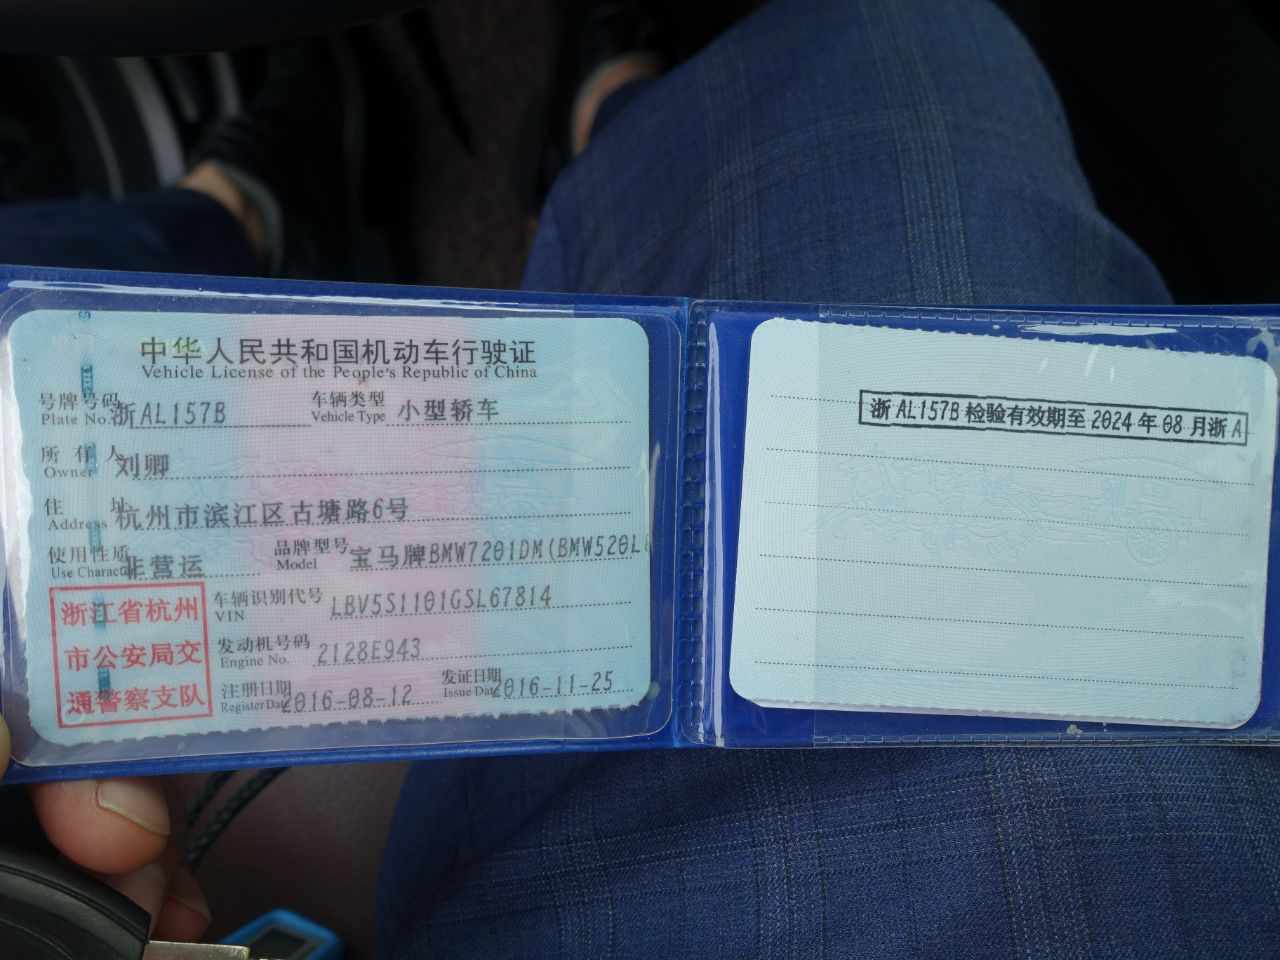 中华人民共和国机动车行驶证
Vehicle License of the People's Republic of China
号牌号码 浙AL157B 车辆类型 小型轿车
Plate No. Vehicle Type
所有人 刘卿
Owner
住址 杭州市滨江区古塘路6号
Address
使用性质 非营运 品牌型号 宝马牌BMW7201DM(BMW520L
Use Character Model
浙江省杭州
市公安局交
通警察支队
车辆识别代号 LBV5S1101GSL67814
VIN
发动机号码 2128E943
Engine No.
注册日期 2016-08-12 发证日期 2016-11-25
Register Date Issue Date
浙AL157B 检验有效期至 2024 年 08 月浙 A